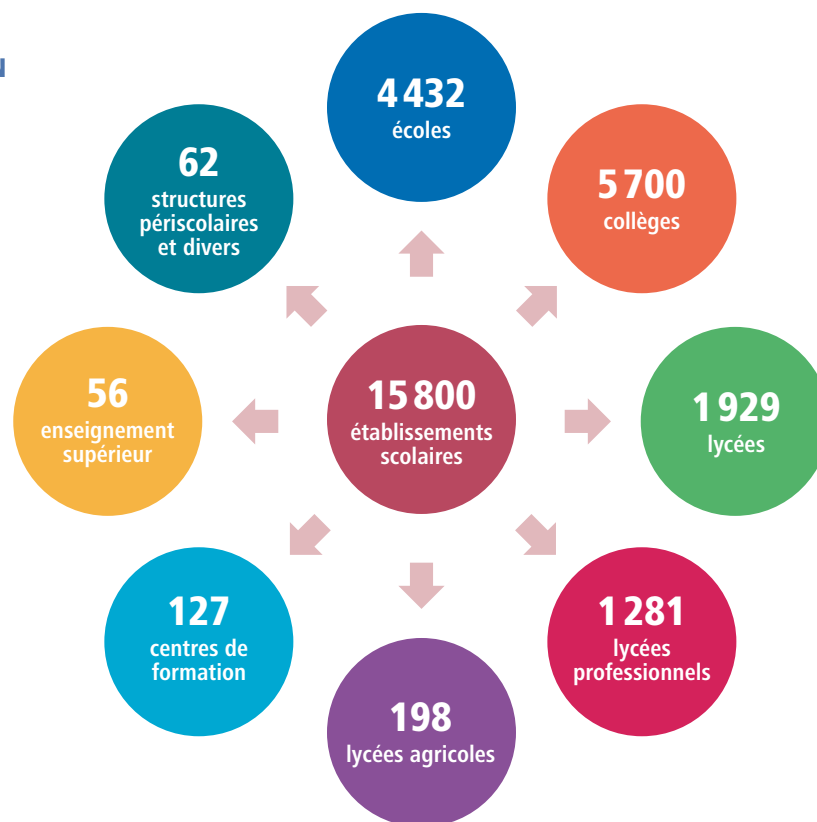 4 432
écoles
5 700
collèges
1 929
lycées
1 281
lycées
professionnels
198
lycées agricoles
127
centres de
formation
56
enseignement
supérieur
62
structures
périscolaires
et divers
15 800
établissements
scolaires